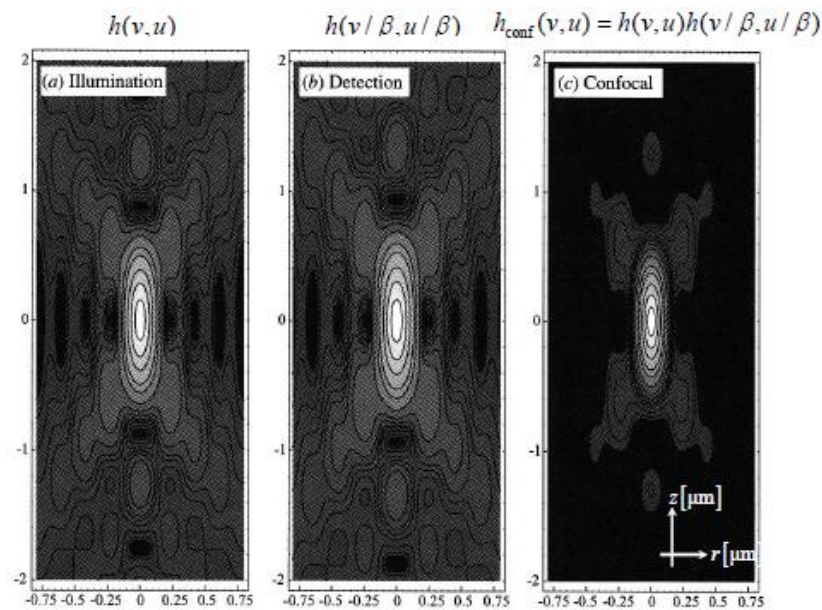 h(v,u)
h(v / β,u / β)
h_conf(v,u) = h(v,u)h(v / β,u / β)
(a) Illumination
(b) Detection
(c) Confocal
2
1
0
-1
-2
2
1
0
-1
-2
2
1
0
-1
-2
z[μm]
r[μm]
-0.75 -0.5 -0.25 0 0.25 0.5 0.75
-0.75 -0.5 -0.25 0 0.25 0.5 0.75
-0.75 -0.5 -0.25 0 0.25 0.5 0.75